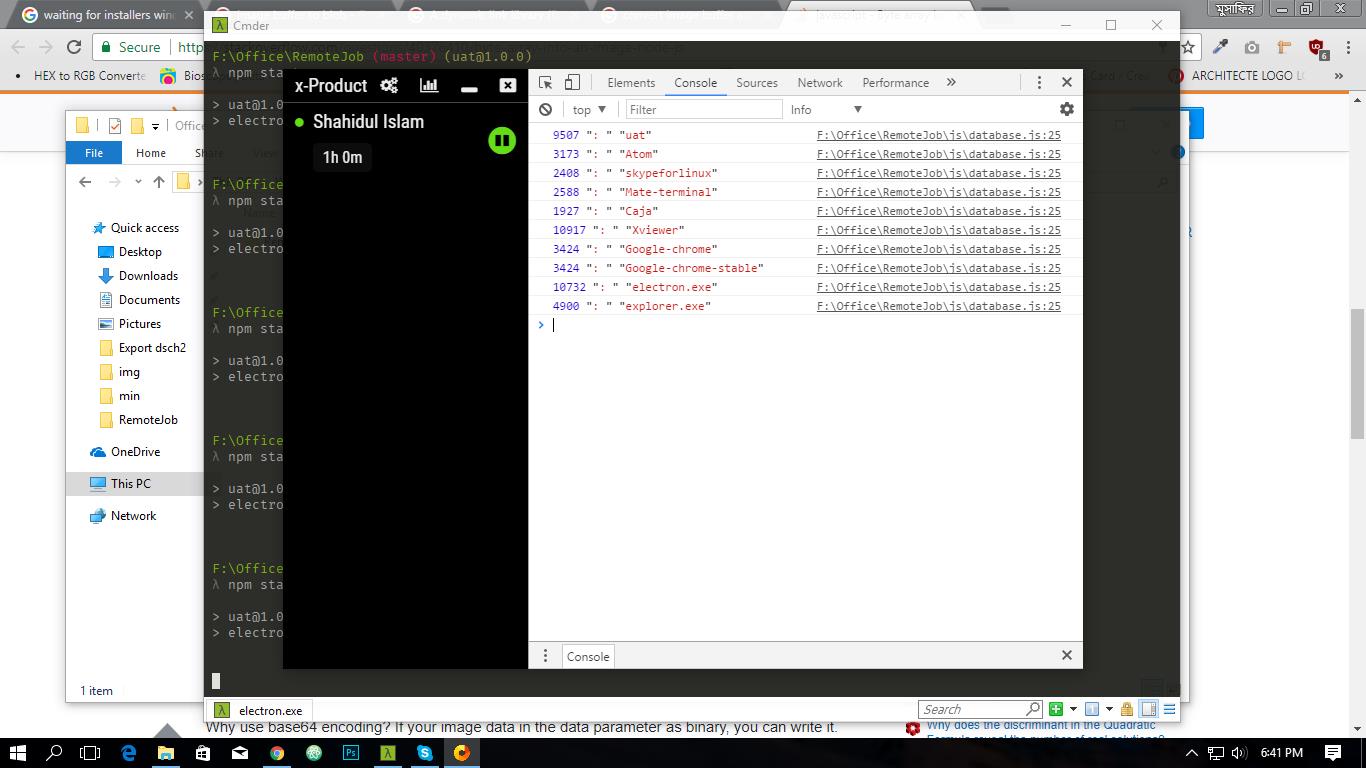 waiting for installers win
মুসাফির
Cmder
Secure
http
HEX to RGB Converte
Bios
ARCHITECTE LOGO LO
6
F:\Office\RemoteJob (master) (uat@1.0.0)
λ npm sta
> uat@1.0
> electro
F:\Office
λ npm sta
> uat@1.0
> electro
F:\Office
λ npm sta
> uat@1.0
> electro
F:\Office
λ npm sta
> uat@1.0
> electro
F:\Office
λ npm sta
> uat@1.0
> electro
x-Product
Shahidul Islam
1h 0m
Elements Console Sources Network Performance »
top ▼ Filter Info ▼
9507 ": " "uat" F:\Office\RemoteJob\js\database.js:25
3173 ": " "Atom" F:\Office\RemoteJob\js\database.js:25
2408 ": " "skypeforlinux" F:\Office\RemoteJob\js\database.js:25
2588 ": " "Mate-terminal" F:\Office\RemoteJob\js\database.js:25
1927 ": " "Caja" F:\Office\RemoteJob\js\database.js:25
10917 ": " "Xviewer" F:\Office\RemoteJob\js\database.js:25
3424 ": " "Google-chrome" F:\Office\RemoteJob\js\database.js:25
3424 ": " "Google-chrome-stable" F:\Office\RemoteJob\js\database.js:25
10732 ": " "electron.exe" F:\Office\RemoteJob\js\database.js:25
4900 ": " "explorer.exe" F:\Office\RemoteJob\js\database.js:25
Console
Office
File Home
Quick access
Desktop
Downloads
Documents
Pictures
Export dsch2
img
min
RemoteJob
OneDrive
This PC
Network
1 item
electron.exe
Search
Why use base64 encoding? If your image data in the data parameter as binary, you can write it.
Why does the discriminant in the Quadratic
Formula reveal the number of real solutions?
6:41 PM